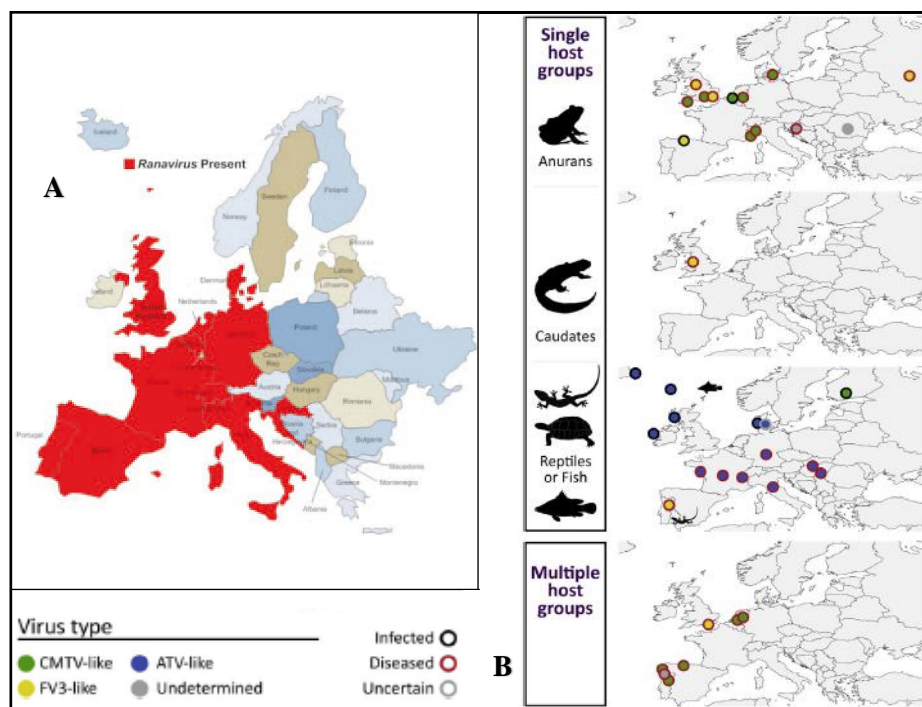 A
Iceland
Ranavirus Present
Norway
Sweden
Finland
Estonia
Latvia
Lithuania
Ireland
Denmark
Netherlands
Belarus
Poland
Ukraine
Czech
Rep
Slovakia
Austria
Hungary
Moldova
Romania
Serbia
Bulgaria
Portugal
Macedonia
Montenegro
Greece
Albania
Single
host
groups
Anurans
Caudates
Reptiles
or Fish
Multiple
host
groups
B
Virus type
CMTV-like
ATV-like
FV3-like
Undetermined
Infected
Diseased
Uncertain